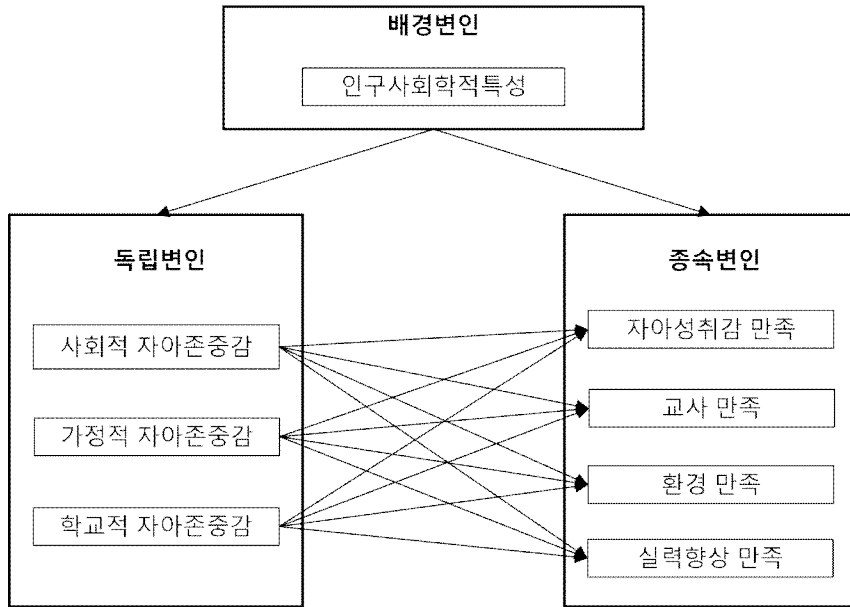 배경변인
인구사회학적특성
독립변인
사회적 자아존중감
가정적 자아존중감
학교적 자아존중감
종속변인
자아성취감 만족
교사 만족
환경 만족
실력향상 만족